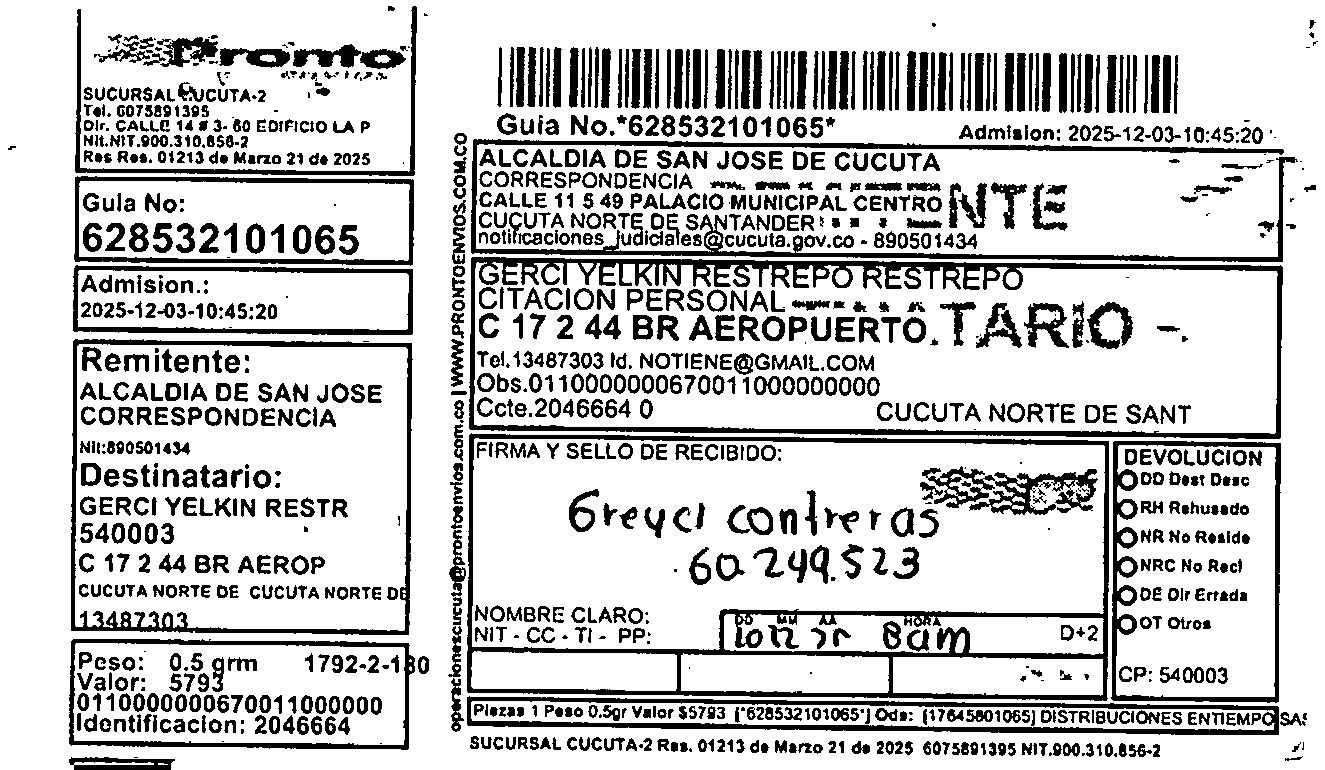 Pronto
SUCURSAL CUCUTA-2
Tel. 6075891395
Dir. CALLE 14 # 3- 60 EDIFICIO LA P
Nit.NIT.900.310.856-2
Res Res. 01213 de Marzo 21 de 2025
Guia No:
628532101065
Admision.:
2025-12-03-10:45:20
Remitente:
ALCALDIA DE SAN JOSE
CORRESPONDENCIA
Nit:890501434
Destinatario:
GERCI YELKIN RESTR
540003
C 17 2 44 BR AEROP
CUCUTA NORTE DE CUCUTA NORTE DE
13487303
Peso: 0.5 grm 1792-2-180
Valor: 5793
0110000000670011000000
Identificacion: 2046664
operacionescucuta@prontoenvios.com.co | WWW.PRONTOENVIOS.COM.CO
Guia No.*628532101065*
Admision: 2025-12-03-10:45:20
ALCALDIA DE SAN JOSE DE CUCUTA
CORRESPONDENCIA
CALLE 11 5 49 PALACIO MUNICIPAL CENTRO
CUCUTA NORTE DE SANTANDER
notificaciones_judiciales@cucuta.gov.co - 890501434
NTE
GERCI YELKIN RESTREPO RESTREPO
CITACION PERSONAL
C 17 2 44 BR AEROPUERTO.
TARIO
Tel.13487303 Id. NOTIENE@GMAIL.COM
Obs.0110000000670011000000000
Ccte.2046664 0 CUCUTA NORTE DE SANT
FIRMA Y SELLO DE RECIBIDO:
Greyci contreras
60.249.523
NOMBRE CLARO:
NIT - CC - TI - PP:
DD MM AA HORA
8am
D+2
DEVOLUCION
DD Dest Desc
RH Rehusado
NR No Reside
NRC No Recl
DE Dir Errada
OT Otros
CP: 540003
Piezas 1 Peso 0.5gr Valor $5793 [*628532101065*] Ods: [17645801065] DISTRIBUCIONES ENTIEMPO SAS
SUCURSAL CUCUTA-2 Res. 01213 de Marzo 21 de 2025 6075891395 NIT.900.310.856-2